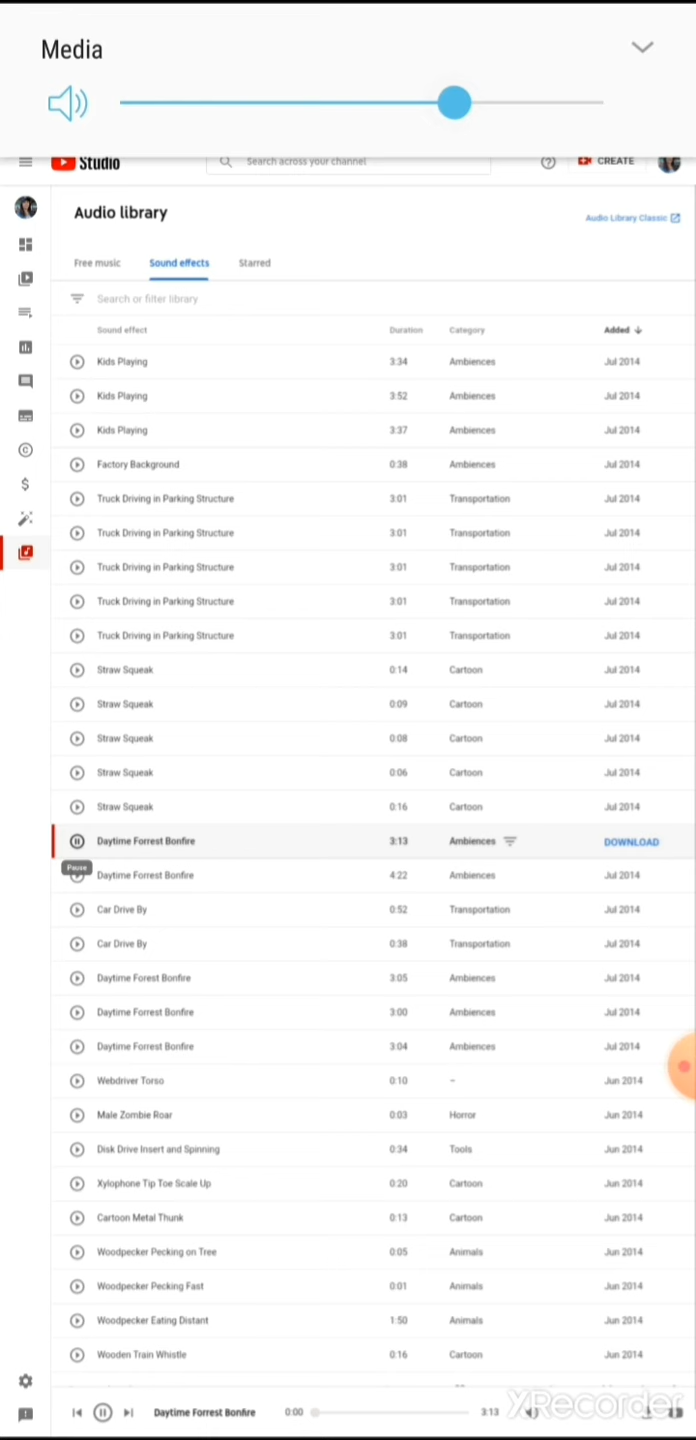 Media
Studio Search across your channel CREATE
Audio library
Audio Library Classic
Free music Sound effects Starred
Search or filter library
Sound effect Duration Category Added
Kids Playing 3:34 Ambiences Jul 2014
Kids Playing 3:52 Ambiences Jul 2014
Kids Playing 3:37 Ambiences Jul 2014
Factory Background 0:38 Ambiences Jul 2014
Truck Driving in Parking Structure 3:01 Transportation Jul 2014
Truck Driving in Parking Structure 3:01 Transportation Jul 2014
Truck Driving in Parking Structure 3:01 Transportation Jul 2014
Truck Driving in Parking Structure 3:01 Transportation Jul 2014
Truck Driving in Parking Structure 3:01 Transportation Jul 2014
Straw Squeak 0:14 Cartoon Jul 2014
Straw Squeak 0:09 Cartoon Jul 2014
Straw Squeak 0:08 Cartoon Jul 2014
Straw Squeak 0:06 Cartoon Jul 2014
Straw Squeak 0:16 Cartoon Jul 2014
Daytime Forrest Bonfire 3:13 Ambiences DOWNLOAD
Pause
Daytime Forrest Bonfire 4:22 Ambiences Jul 2014
Car Drive By 0:52 Transportation Jul 2014
Car Drive By 0:38 Transportation Jul 2014
Daytime Forest Bonfire 3:05 Ambiences Jul 2014
Daytime Forrest Bonfire 3:00 Ambiences Jul 2014
Daytime Forrest Bonfire 3:04 Ambiences Jul 2014
Webdriver Torso 0:10 – Jun 2014
Male Zombie Roar 0:03 Horror Jun 2014
Disk Drive Insert and Spinning 0:34 Tools Jun 2014
Xylophone Tip Toe Scale Up 0:20 Cartoon Jun 2014
Cartoon Metal Thunk 0:13 Cartoon Jun 2014
Woodpecker Pecking on Tree 0:05 Animals Jun 2014
Woodpecker Pecking Fast 0:01 Animals Jun 2014
Woodpecker Eating Distant 1:50 Animals Jun 2014
Wooden Train Whistle 0:16 Cartoon Jun 2014
Daytime Forrest Bonfire 0:00 3:13 XRecorder